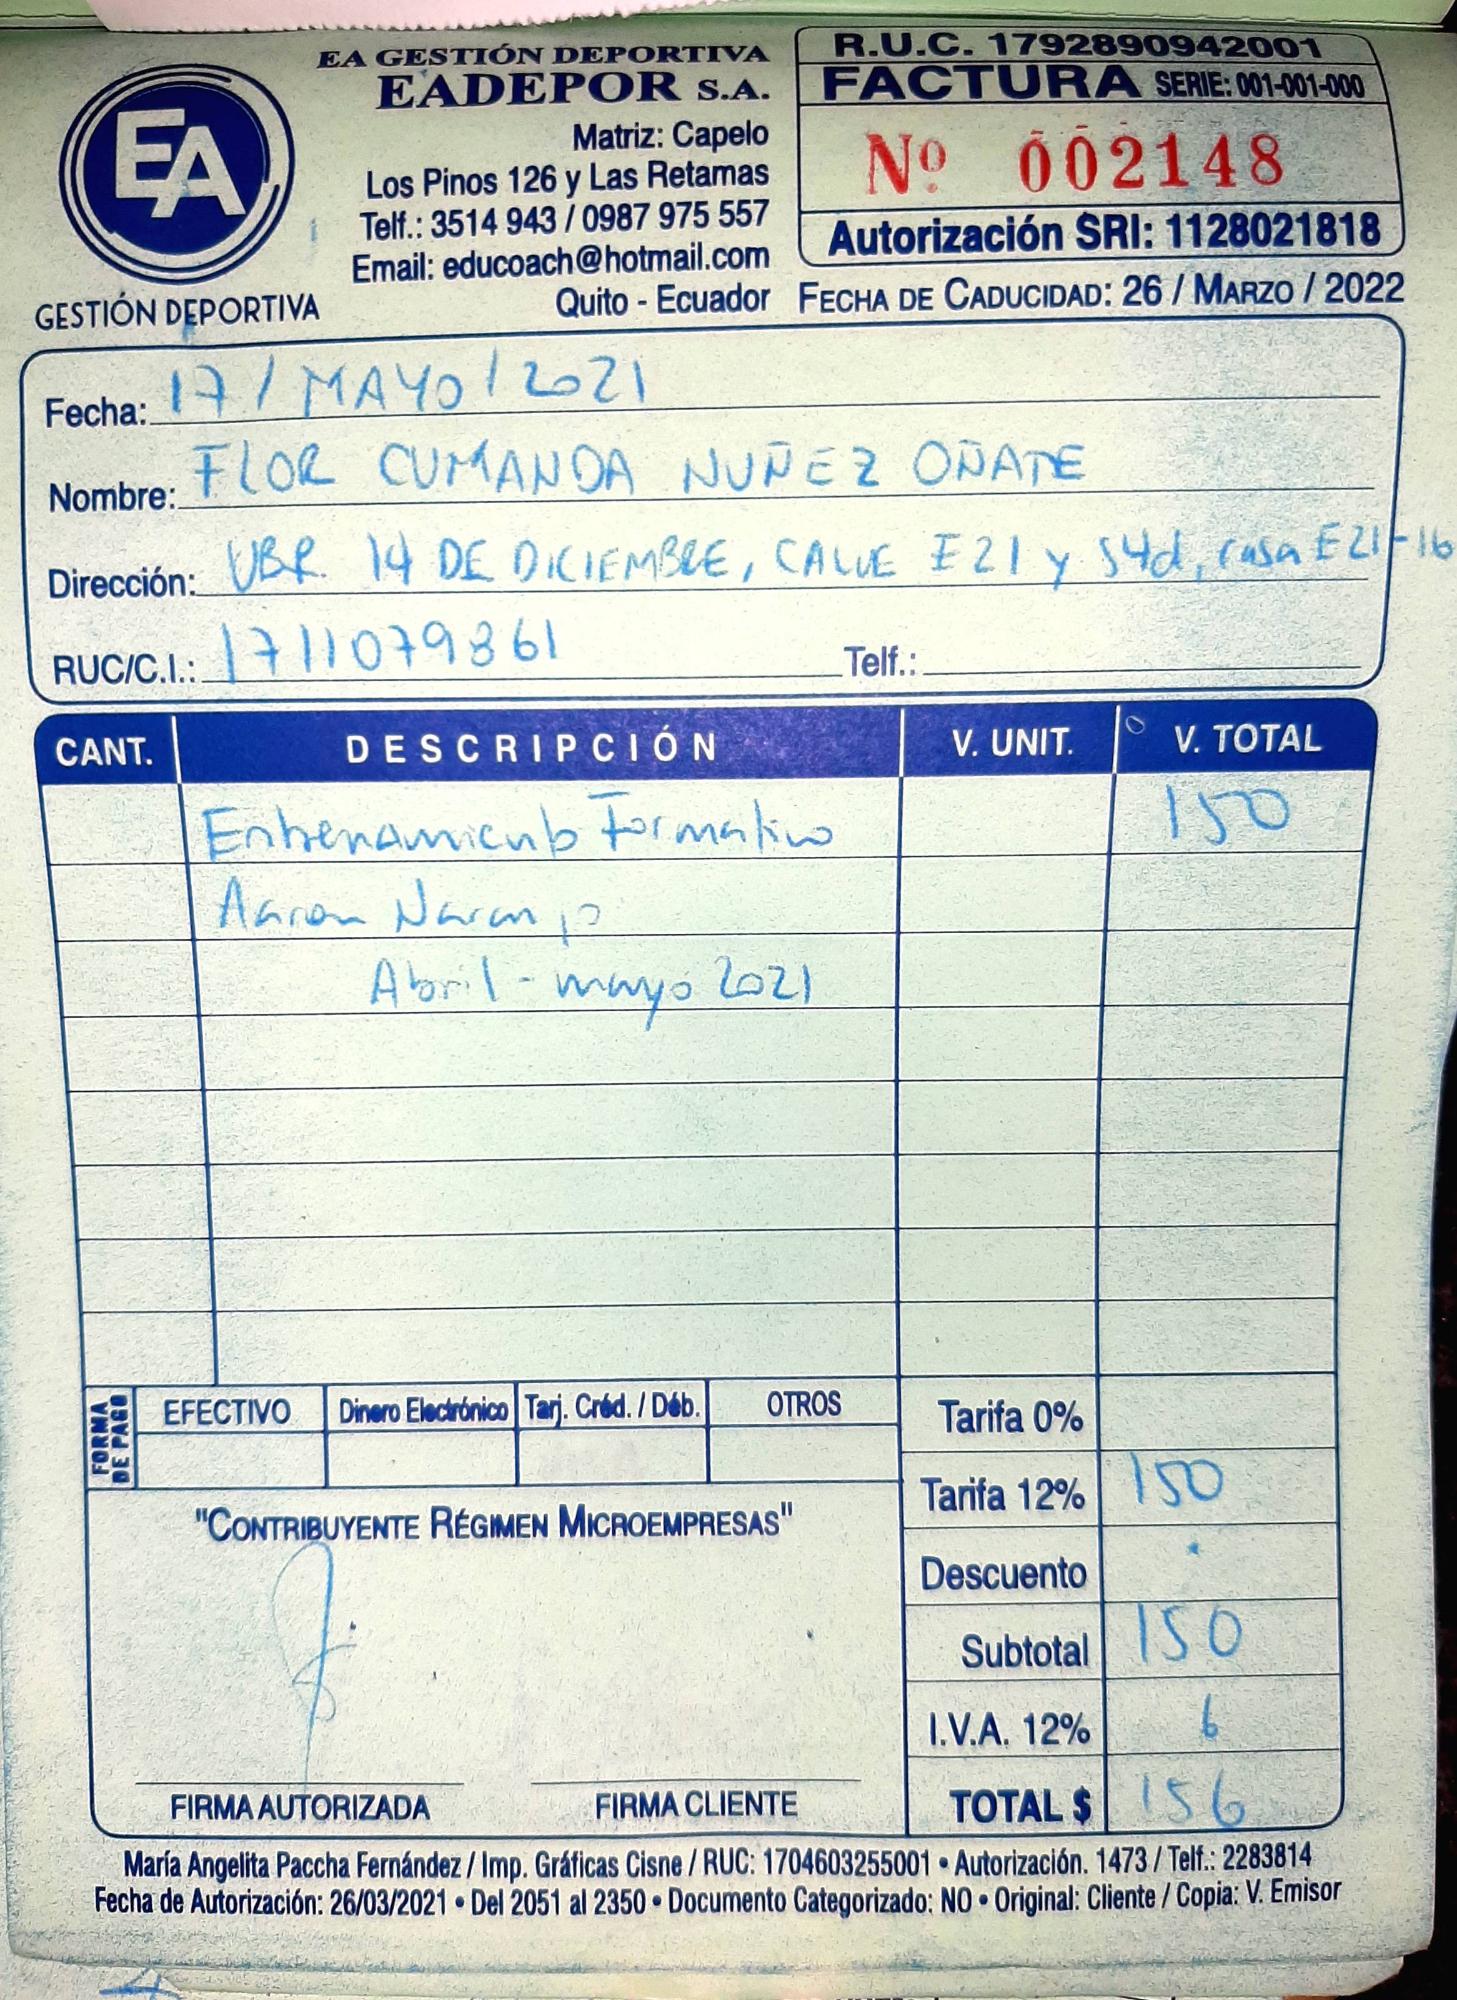 EA GESTIÓN DEPORTIVA
EADEPOR S.A.
Matriz: Capelo
Los Pinos 126 y Las Retamas
Telf.: 3514 943 / 0987 975 557
Email: educoach@hotmail.com
Quito - Ecuador
EA
GESTIÓN DEPORTIVA
R.U.C. 1792890942001
FACTURA SERIE: 001-001-000
Nº 002148
Autorización SRI: 1128021818
FECHA DE CADUCIDAD: 26 / MARZO / 2022
Fecha: 17 / MAYO / 2021
Nombre: FLOR CUMANDA NUÑEZ OÑATE
Dirección: URB. 14 DE DICIEMBRE, CALLE E21 y S4d, casa E21-16
RUC/C.I.: 1711079861 Telf.:
CANT. DESCRIPCIÓN V. UNIT. V. TOTAL
Entrenamiento Formativo 150
Aaron Naranjo
Abril - mayo 2021
FORMA DE PAGO EFECTIVO Dinero Electrónico Tarj. Créd. / Déb. OTROS
Tarifa 0%
Tarifa 12% 150
Descuento
Subtotal 150
I.V.A. 12% 6
TOTAL $ 156
"CONTRIBUYENTE RÉGIMEN MICROEMPRESAS"
FIRMA AUTORIZADA FIRMA CLIENTE
María Angelita Paccha Fernández / Imp. Gráficas Cisne / RUC: 1704603255001 • Autorización. 1473 / Telf.: 2283814
Fecha de Autorización: 26/03/2021 • Del 2051 al 2350 • Documento Categorizado: NO • Original: Cliente / Copia: V. Emisor